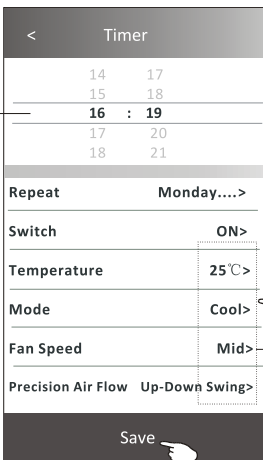 < Timer
14 17
15 18
16 : 19
17 20
18 21
Repeat Monday....>
Switch ON>
Temperature 25℃>
Mode Cool>
Fan Speed Mid>
Precision Air Flow Up-Down Swing>
Save